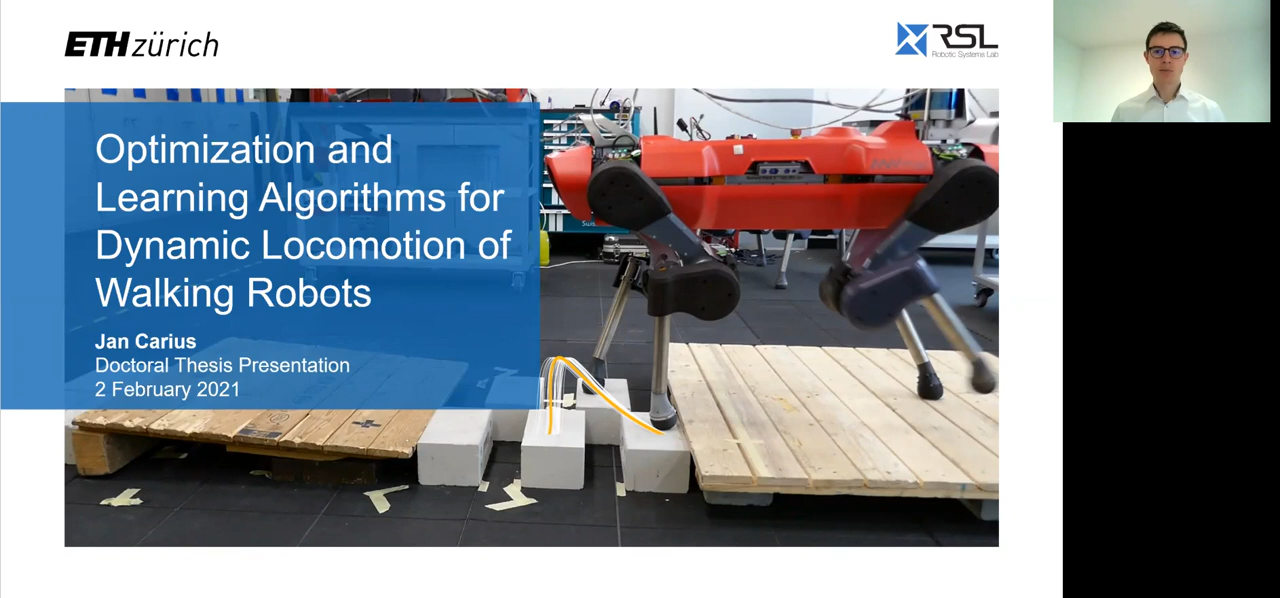 ETH zürich
RSL
Robotic Systems Lab
Optimization and
Learning Algorithms for
Dynamic Locomotion of
Walking Robots
Jan Carius
Doctoral Thesis Presentation
2 February 2021